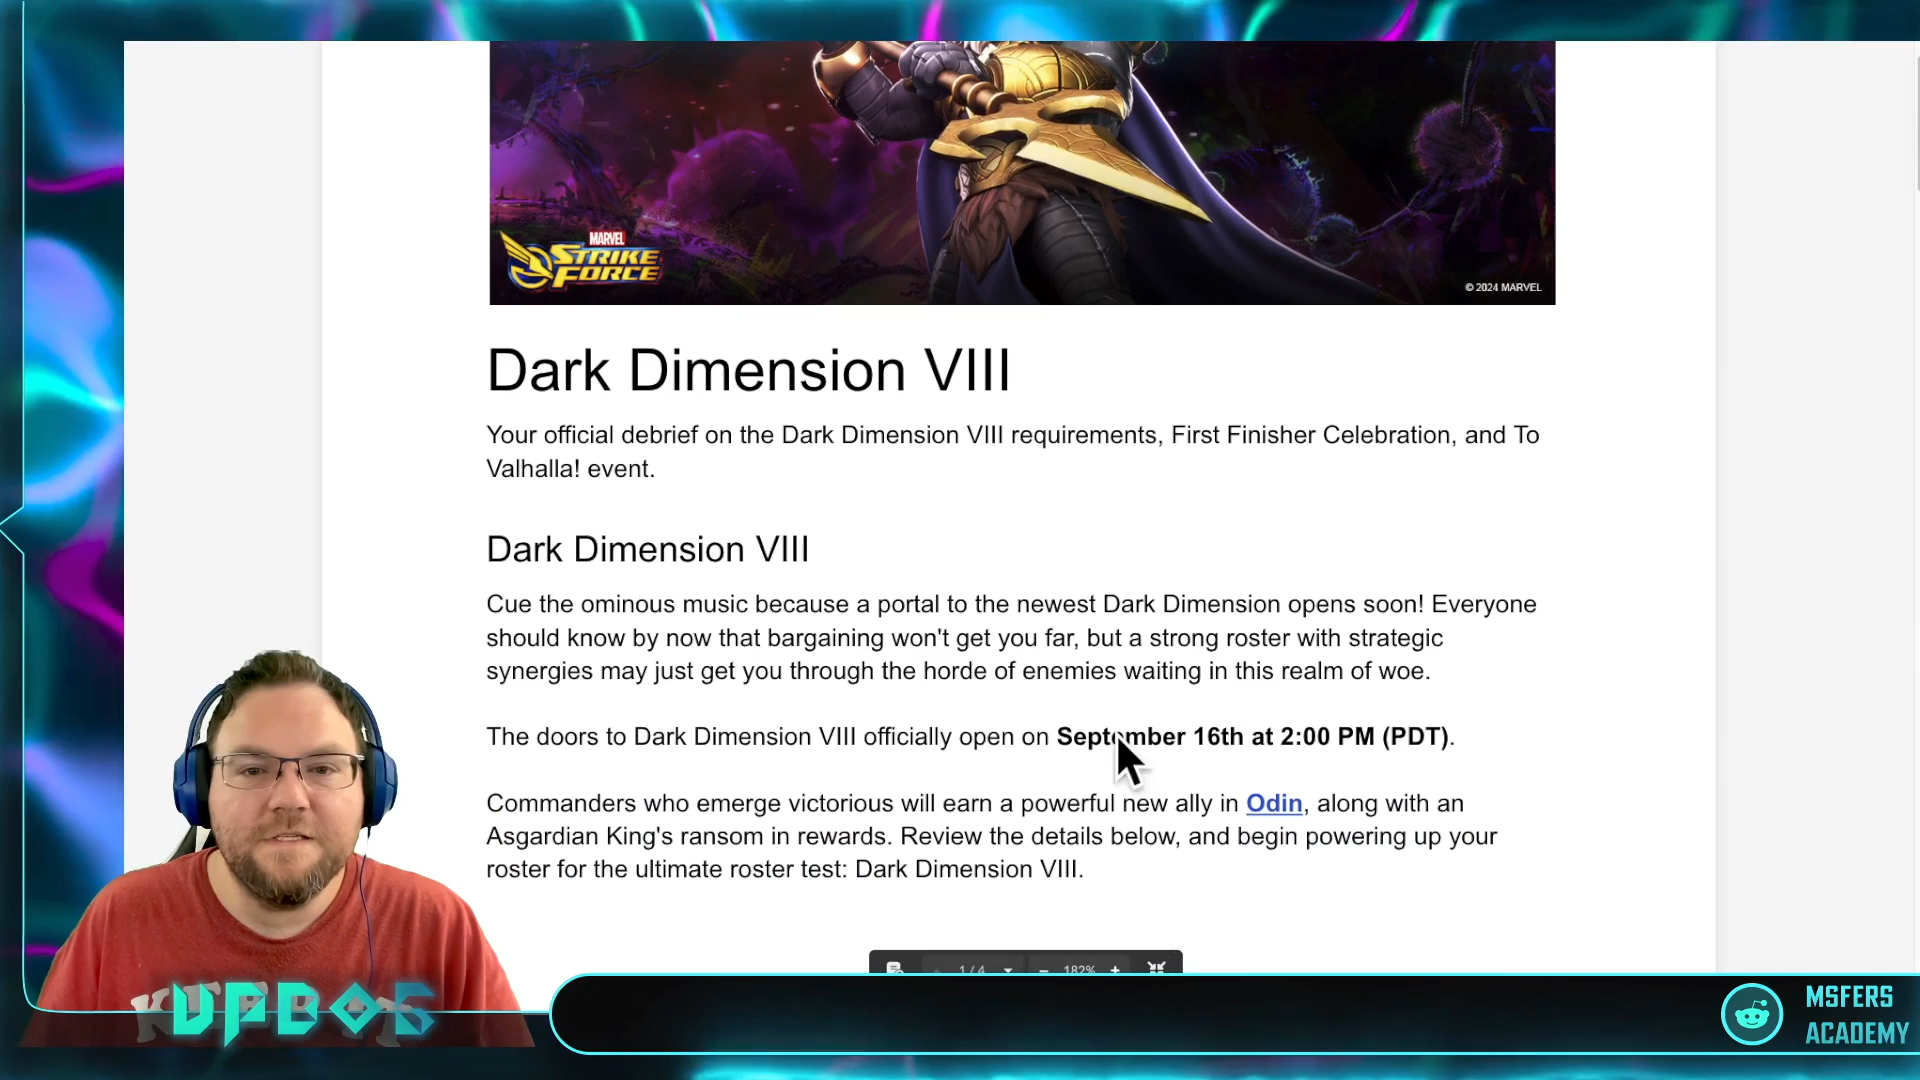 MARVEL
STRIKE
FORCE
© 2024 MARVEL
Dark Dimension VIII
Your official debrief on the Dark Dimension VIII requirements, First Finisher Celebration, and To
Valhalla! event.
Dark Dimension VIII
Cue the ominous music because a portal to the newest Dark Dimension opens soon! Everyone
should know by now that bargaining won't get you far, but a strong roster with strategic
synergies may just get you through the horde of enemies waiting in this realm of woe.
The doors to Dark Dimension VIII officially open on September 16th at 2:00 PM (PDT).
Commanders who emerge victorious will earn a powerful new ally in Odin, along with an
Asgardian King's ransom in rewards. Review the details below, and begin powering up your
roster for the ultimate roster test: Dark Dimension VIII.
1/4 − 182% +
MSFERS
ACADEMY